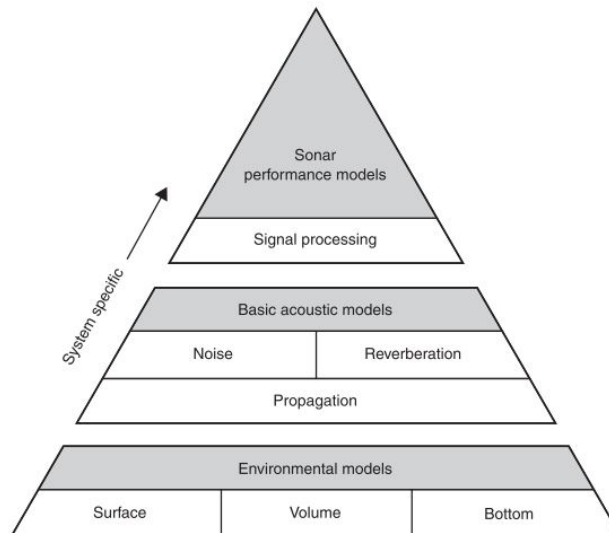 Sonar
performance models
Signal processing
System specific
Basic acoustic models
Noise
Reverberation
Propagation
Environmental models
Surface
Volume
Bottom